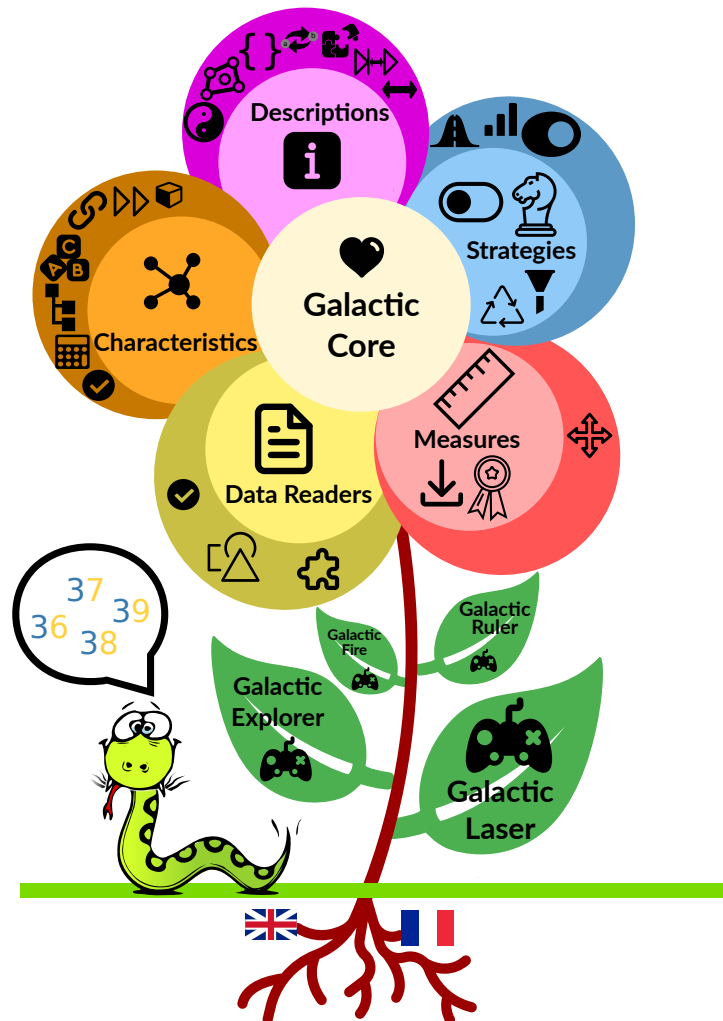 { }
Descriptions
i
Strategies
Galactic
Core
C
A B
Characteristics
Measures
Data Readers
37
39
36
38
Galactic
Ruler
Galactic
Fire
Galactic
Explorer
Galactic
Laser